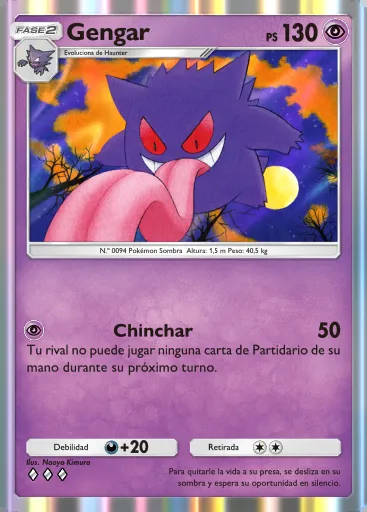 FASE 2 Gengar PS 130
Evoluciona de Haunter
N.º 0094 Pokémon Sombra Altura: 1,5 m Peso: 40,5 kg
Chinchar 50
Tu rival no puede jugar ninguna carta de Partidario de su
mano durante su próximo turno.
Debilidad +20 Retirada
Ilus. Naoyo Kimura
Para quitarle la vida a su presa, se desliza en su
sombra y espera su oportunidad en silencio.